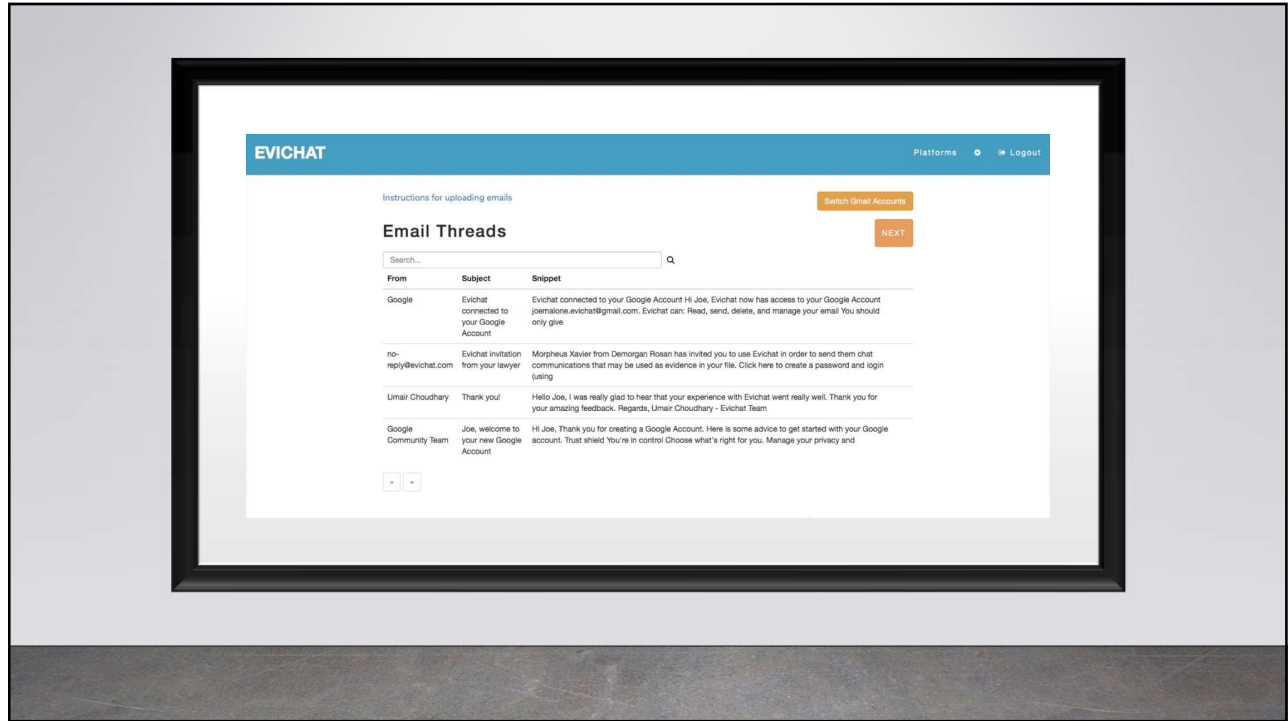 EVICHAT
Platforms Logout
Instructions for uploading emails
Switch Gmail Accounts
Email Threads
NEXT
Search...
From Subject Snippet
Google
Evichat
connected to
your Google
Account
Evichat connected to your Google Account Hi Joe, Evichat now has access to your Google Account
joemalone.evichat@gmail.com. Evichat can: Read, send, delete, and manage your email You should
only give
no-
reply@evichat.com
Evichat invitation
from your lawyer
Morpheus Xavier from Demorgan Rosan has invited you to use Evichat in order to send them chat
communications that may be used as evidence in your file. Click here to create a password and login
(using
Umair Choudhary
Thank you!
Hello Joe, I was really glad to hear that your experience with Evichat went really well. Thank you for
your amazing feedback. Regards, Umair Choudhary - Evichat Team
Google
Community Team
Joe, welcome to
your new Google
Account
Hi Joe, Thank you for creating a Google Account. Here is some advice to get started with your Google
account. Trust shield You're in control Choose what's right for you. Manage your privacy and